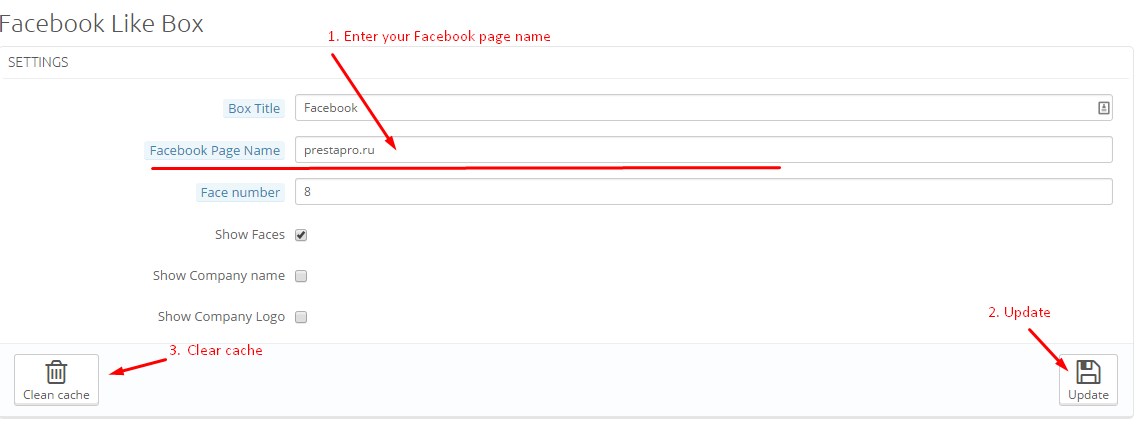 Facebook Like Box
1. Enter your Facebook page name
SETTINGS
Box Title Facebook
Facebook Page Name prestapro.ru
Face number 8
Show Faces
Show Company name
Show Company Logo
2. Update
3. Clear cache
Clean cache
Update